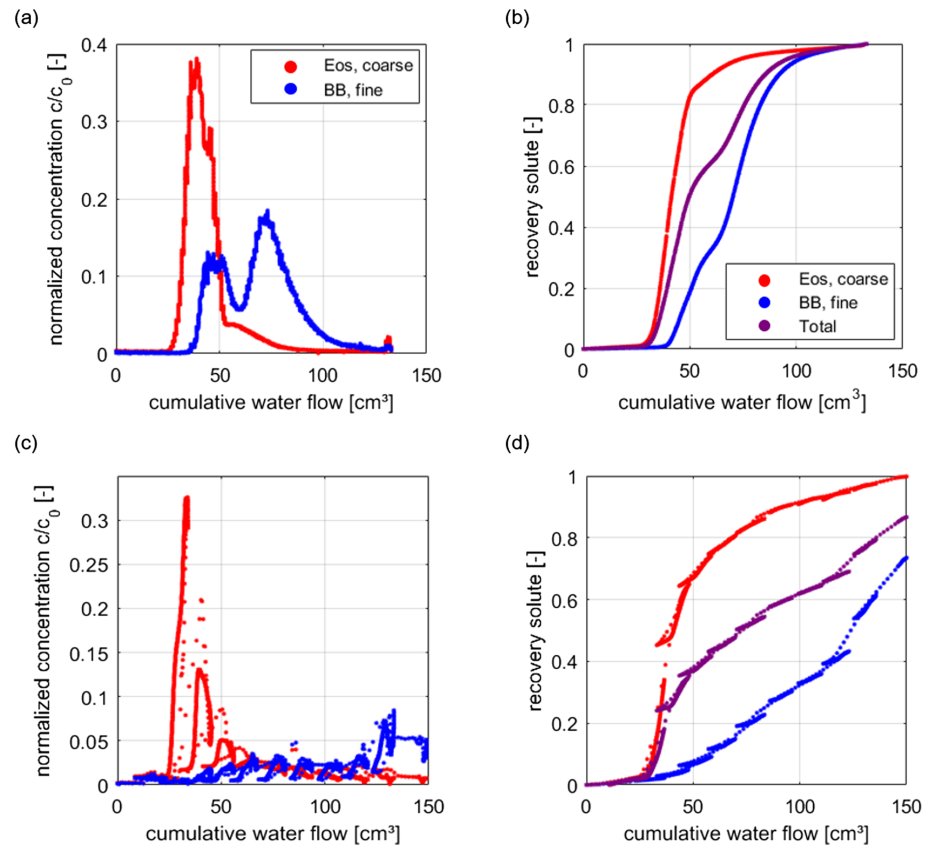 (a)
0.4
0.3
0.2
0.1
0
normalized concentration c/c₀ [-]
Eos, coarse
BB, fine
0 50 100 150
cumulative water flow [cm³]
(b)
1
0.8
0.6
0.4
0.2
0
recovery solute [-]
Eos, coarse
BB, fine
Total
0 50 100 150
cumulative water flow [cm³]
(c)
0.3
0.25
0.2
0.15
0.1
0.05
0
normalized concentration c/c₀ [-]
0 50 100 150
cumulative water flow [cm³]
(d)
1
0.8
0.6
0.4
0.2
0
recovery solute [-]
0 50 100 150
cumulative water flow [cm³]